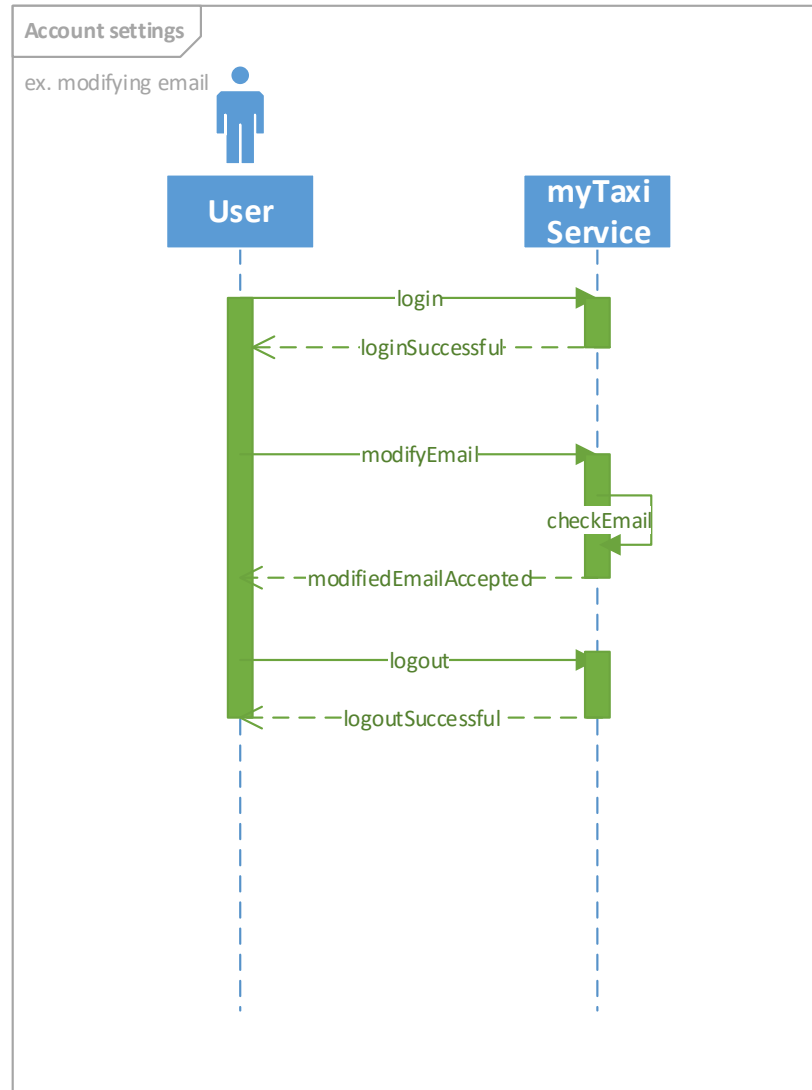 Account settings
ex. modifying email
User
myTaxi
Service
login
loginSuccessful
modifyEmail
checkEmail
modifiedEmailAccepted
logout
logoutSuccessful